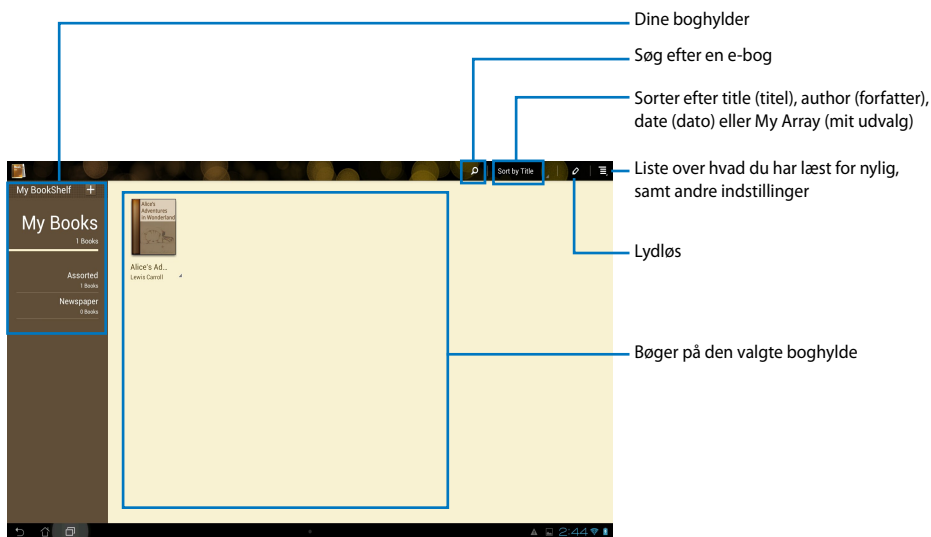 Dine boghylder
Søg efter en e-bog
Sorter efter title (titel), author (forfatter),
date (dato) eller My Array (mit udvalg)
Sort by Title
Liste over hvad du har læst for nylig,
samt andre indstillinger
My BookShelf
My Books
1 Books
Assorted
1 Books
Newspaper
0 Books
Alice's
Adventures
in Wonderland
Alice's Ad...
Lewis Carroll
Lydløs
Bøger på den valgte boghylde
2:44